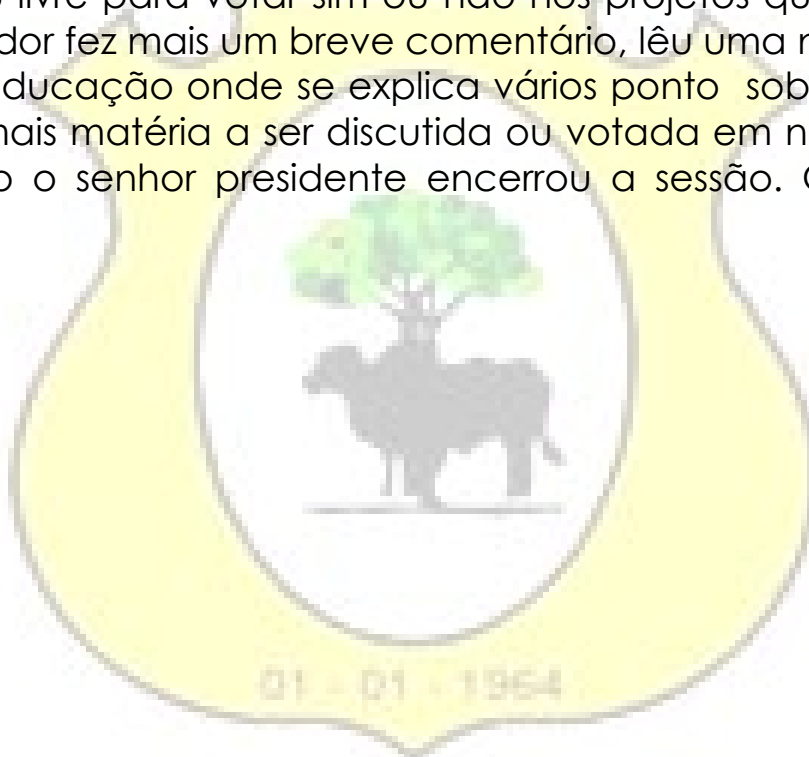 livre para votar sim ou não nos projetos qu
dor fez mais um breve comentário, lêu uma
ducação onde se explica vários ponto sob
mais matéria a ser discutida ou votada em n
o senhor presidente encerrou a sessão.
01 - 01 - 1964